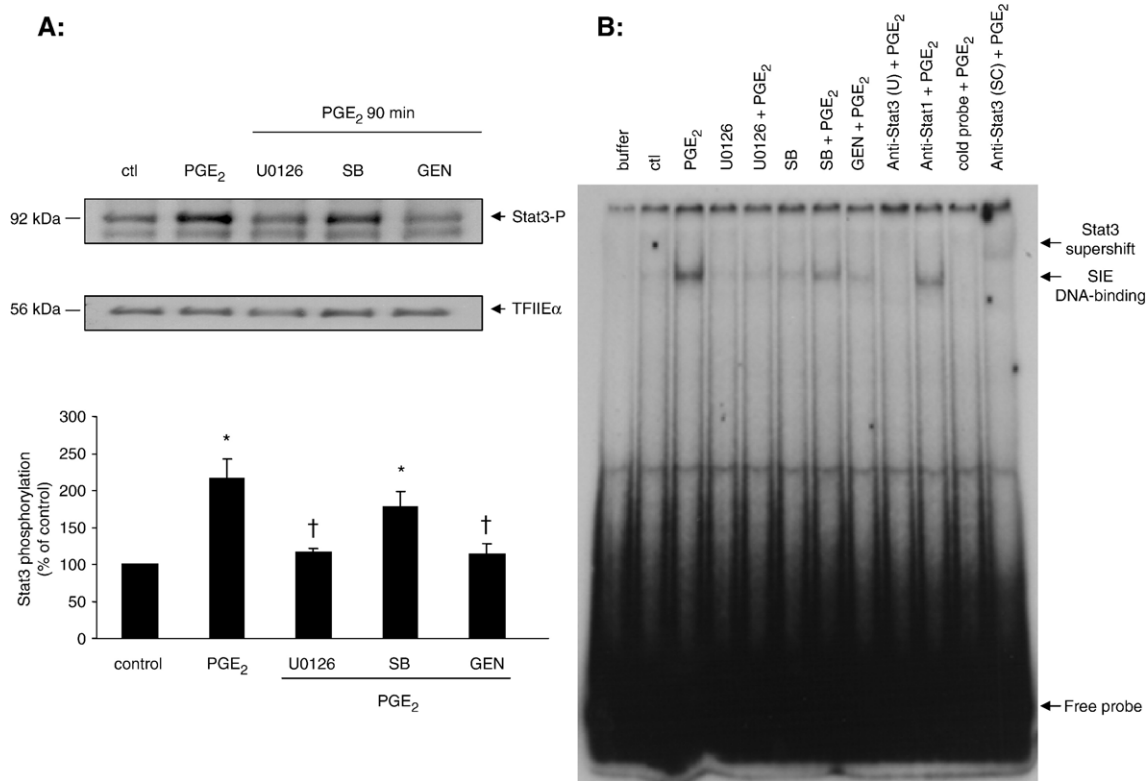 A:
PGE2 90 min
ctl PGE2 U0126 SB GEN
92 kDa Stat3-P
56 kDa TFIIEα
Stat3 phosphorylation
(% of control)
300
250
200
150
100
50
0
* † * †
control PGE2 U0126 SB GEN
PGE2
B:
buffer
ctl
PGE2
U0126
U0126 + PGE2
SB
SB + PGE2
GEN + PGE2
Anti-Stat3 (U) + PGE2
Anti-Stat1 + PGE2
cold probe + PGE2
Anti-Stat3 (SC) + PGE2
Stat3
supershift
SIE
DNA-binding
Free probe